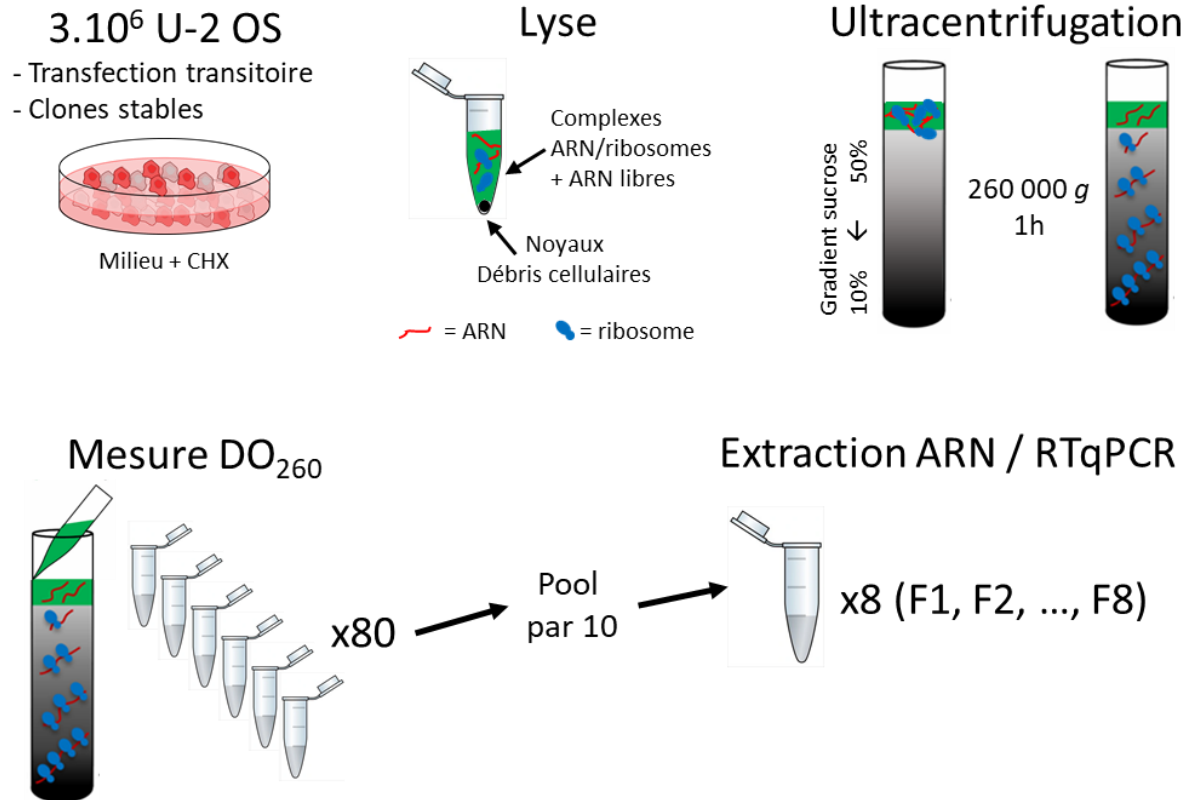 3.10⁶ U-2 OS
- Transfection transitoire
- Clones stables
Milieu + CHX
Lyse
Complexes
ARN/ribosomes
+ ARN libres
Noyaux
Débris cellulaires
= ARN
= ribosome
Ultracentrifugation
Gradient sucrose
10% ← 50%
260 000 g
1h
Mesure DO₂₆₀
x80
Pool
par 10
Extraction ARN / RTqPCR
x8 (F1, F2, ..., F8)